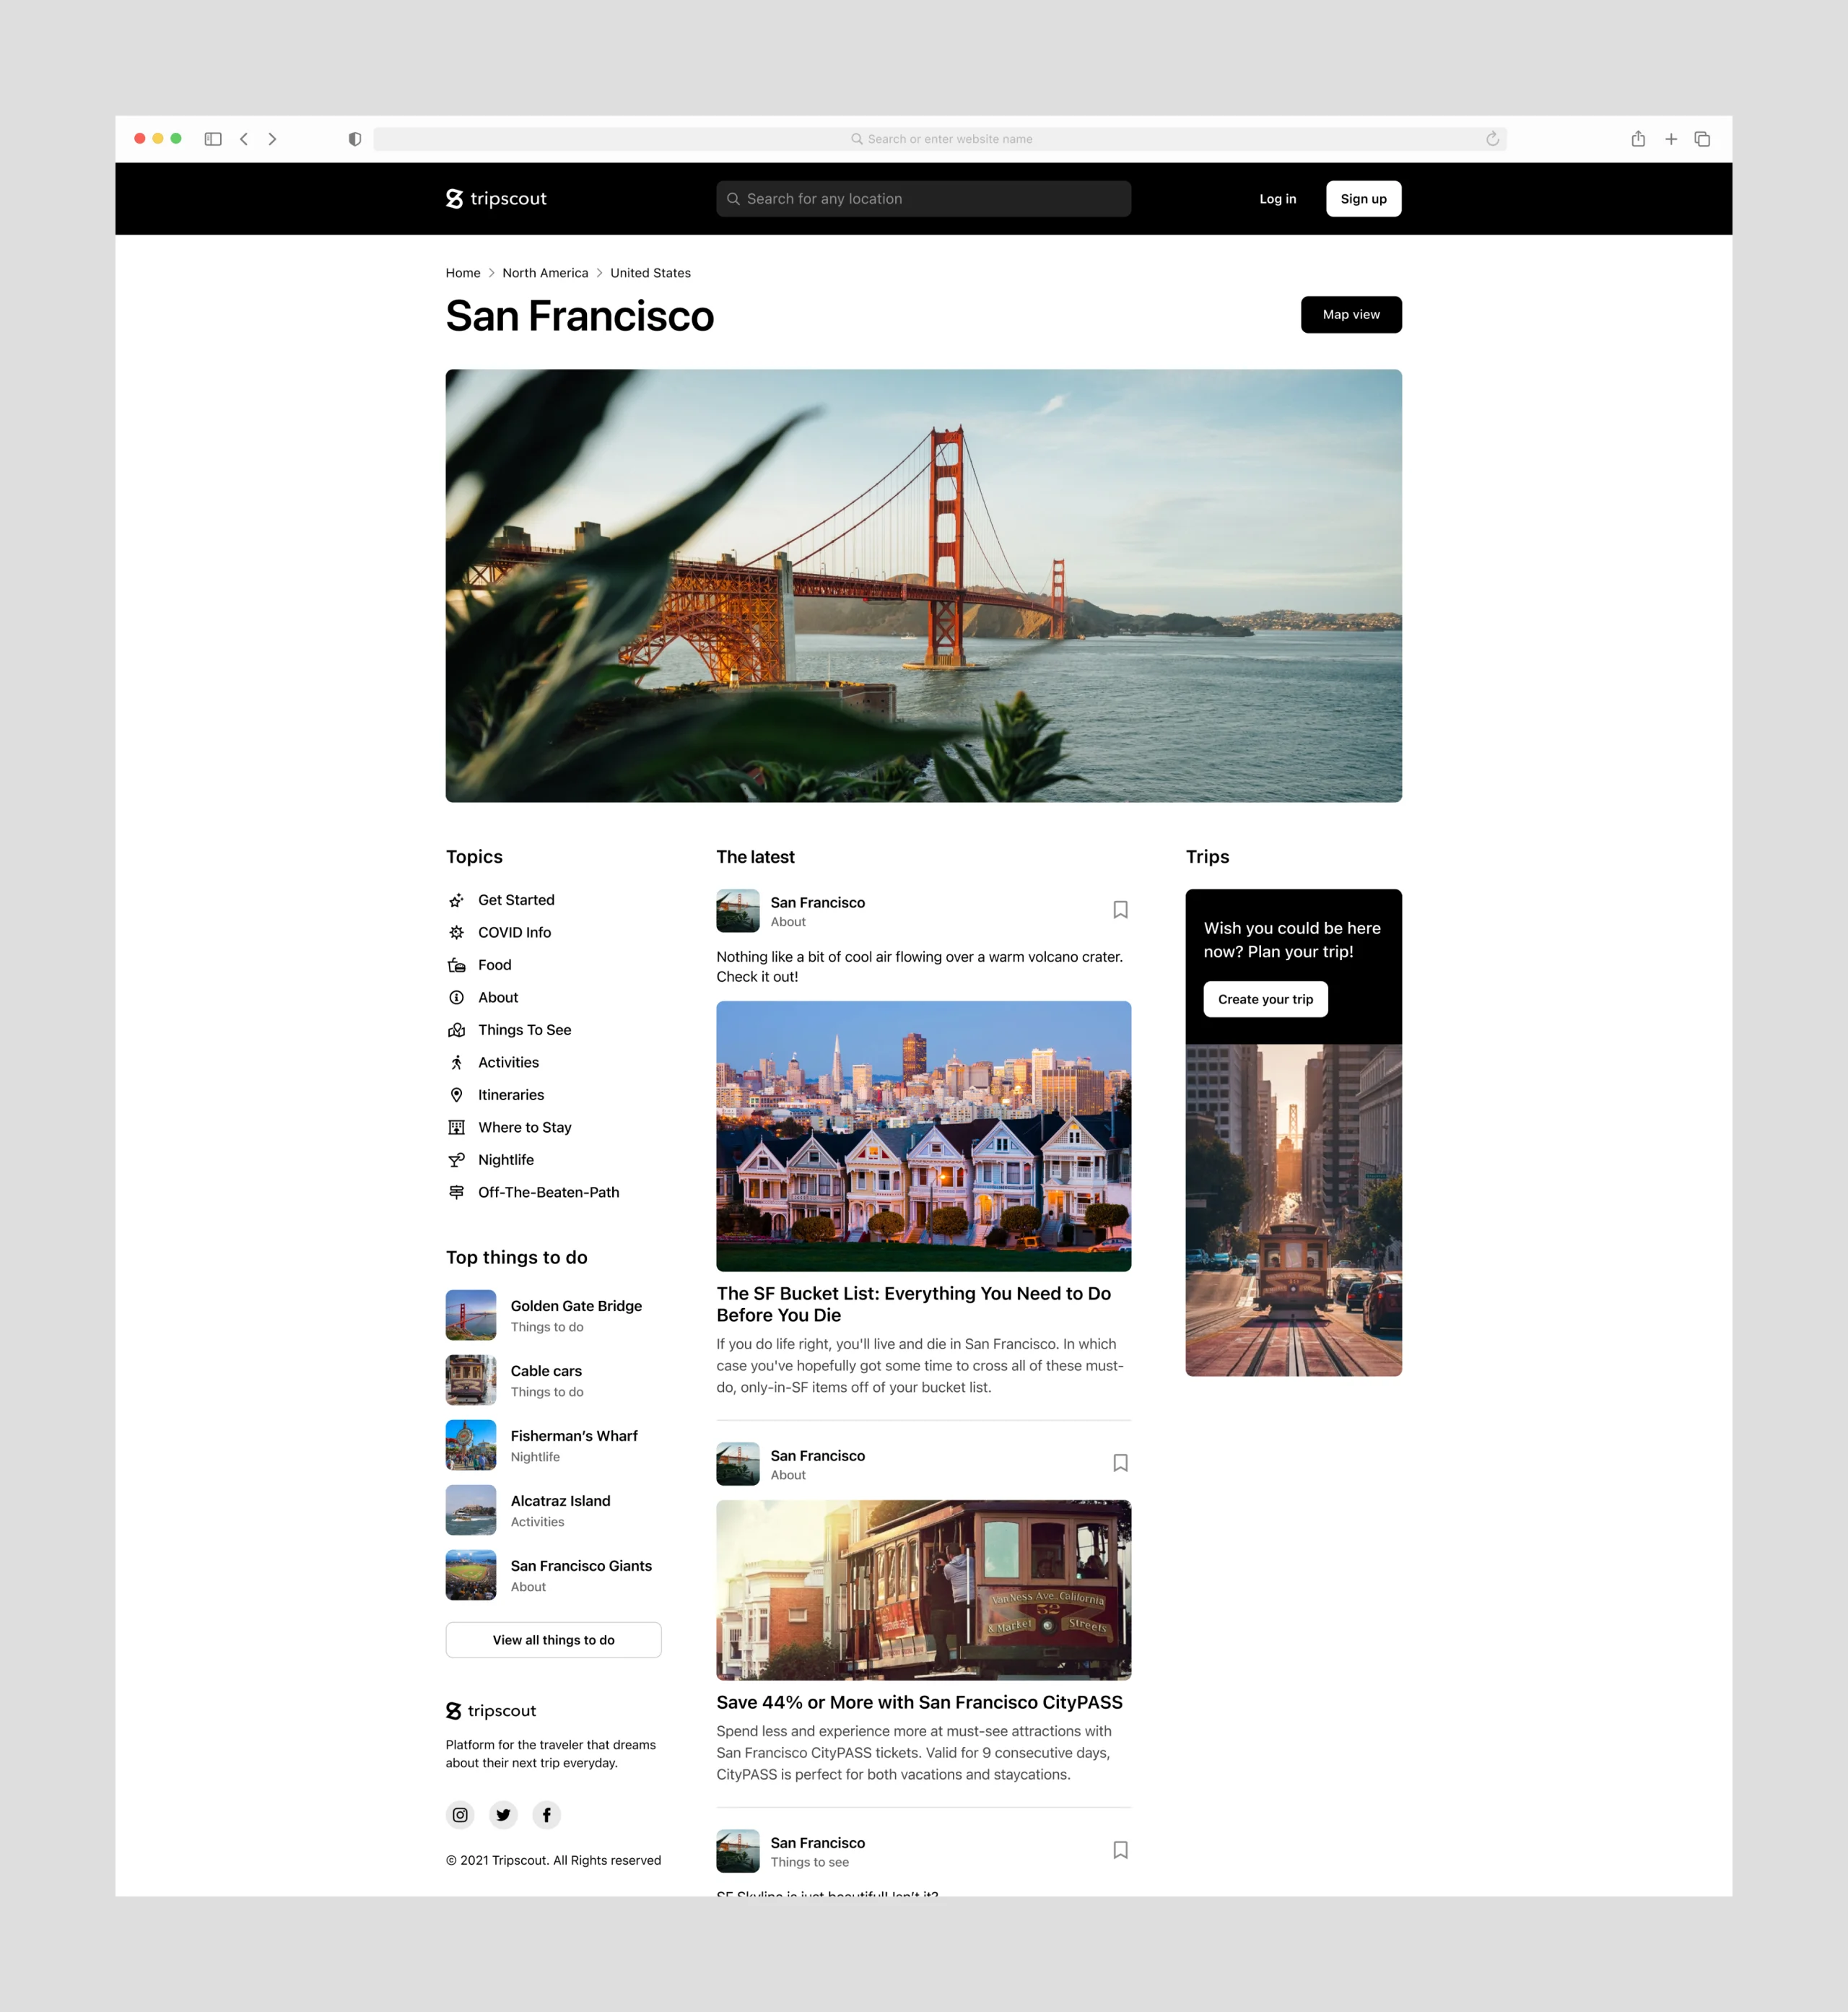 Search or enter website name
tripscout
Search for any location
Log in
Sign up
Home > North America > United States
San Francisco
Map view
Topics
Get Started
COVID Info
Food
About
Things To See
Activities
Itineraries
Where to Stay
Nightlife
Off-The-Beaten-Path
Top things to do
Golden Gate Bridge
Things to do
Cable cars
Things to do
Fisherman’s Wharf
Nightlife
Alcatraz Island
Activities
San Francisco Giants
About
View all things to do
tripscout
Platform for the traveler that dreams
about their next trip everyday.
© 2021 Tripscout. All Rights reserved
The latest
San Francisco
About
Nothing like a bit of cool air flowing over a warm volcano crater.
Check it out!
The SF Bucket List: Everything You Need to Do
Before You Die
If you do life right, you'll live and die in San Francisco. In which
case you've hopefully got some time to cross all of these must-
do, only-in-SF items off of your bucket list.
San Francisco
About
Van Ness Ave. California
52
& Market Streets
Save 44% or More with San Francisco CityPASS
Spend less and experience more at must-see attractions with
San Francisco CityPASS tickets. Valid for 9 consecutive days,
CityPASS is perfect for both vacations and staycations.
San Francisco
Things to see
SF Skyline is just beautiful! Isn't it?
Trips
Wish you could be here
now? Plan your trip!
Create your trip